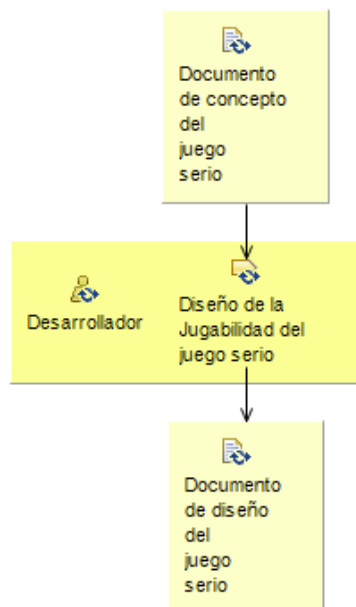 Documento
de concepto
del
juego
serio
Desarrollador
Diseño de la
Jugabilidad del
juego serio
Documento
de diseño
del
juego
serio